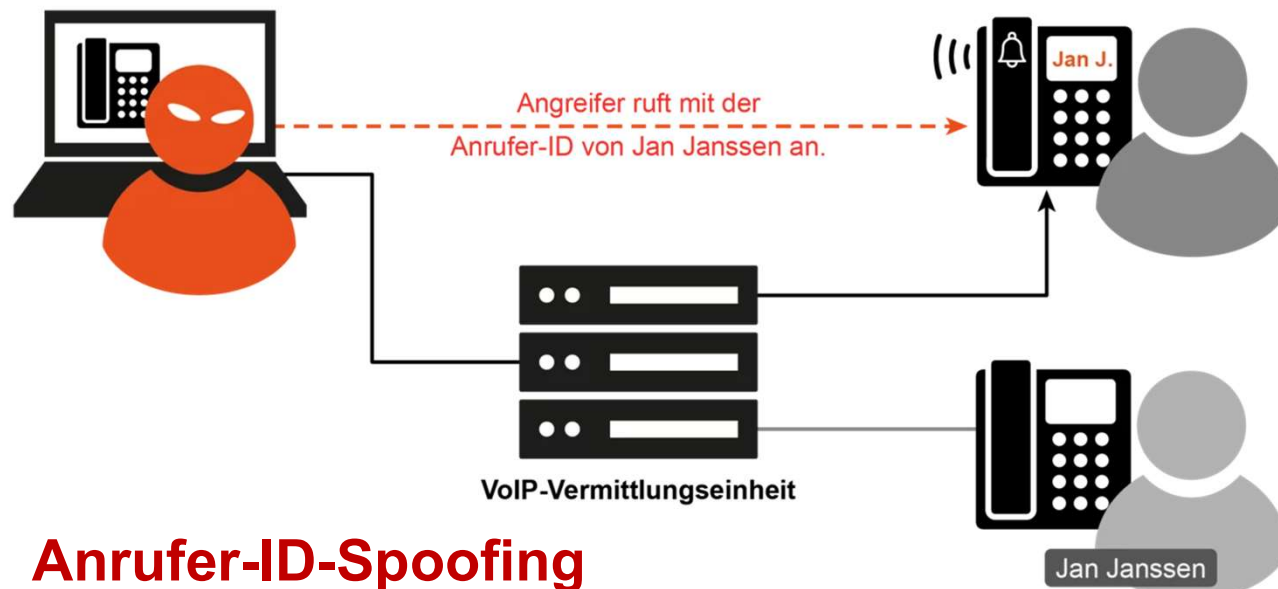 Jan J.
Angreifer ruft mit der
Anrufer-ID von Jan Janssen an.
VoIP-Vermittlungseinheit
Anrufer-ID-Spoofing
Jan Janssen